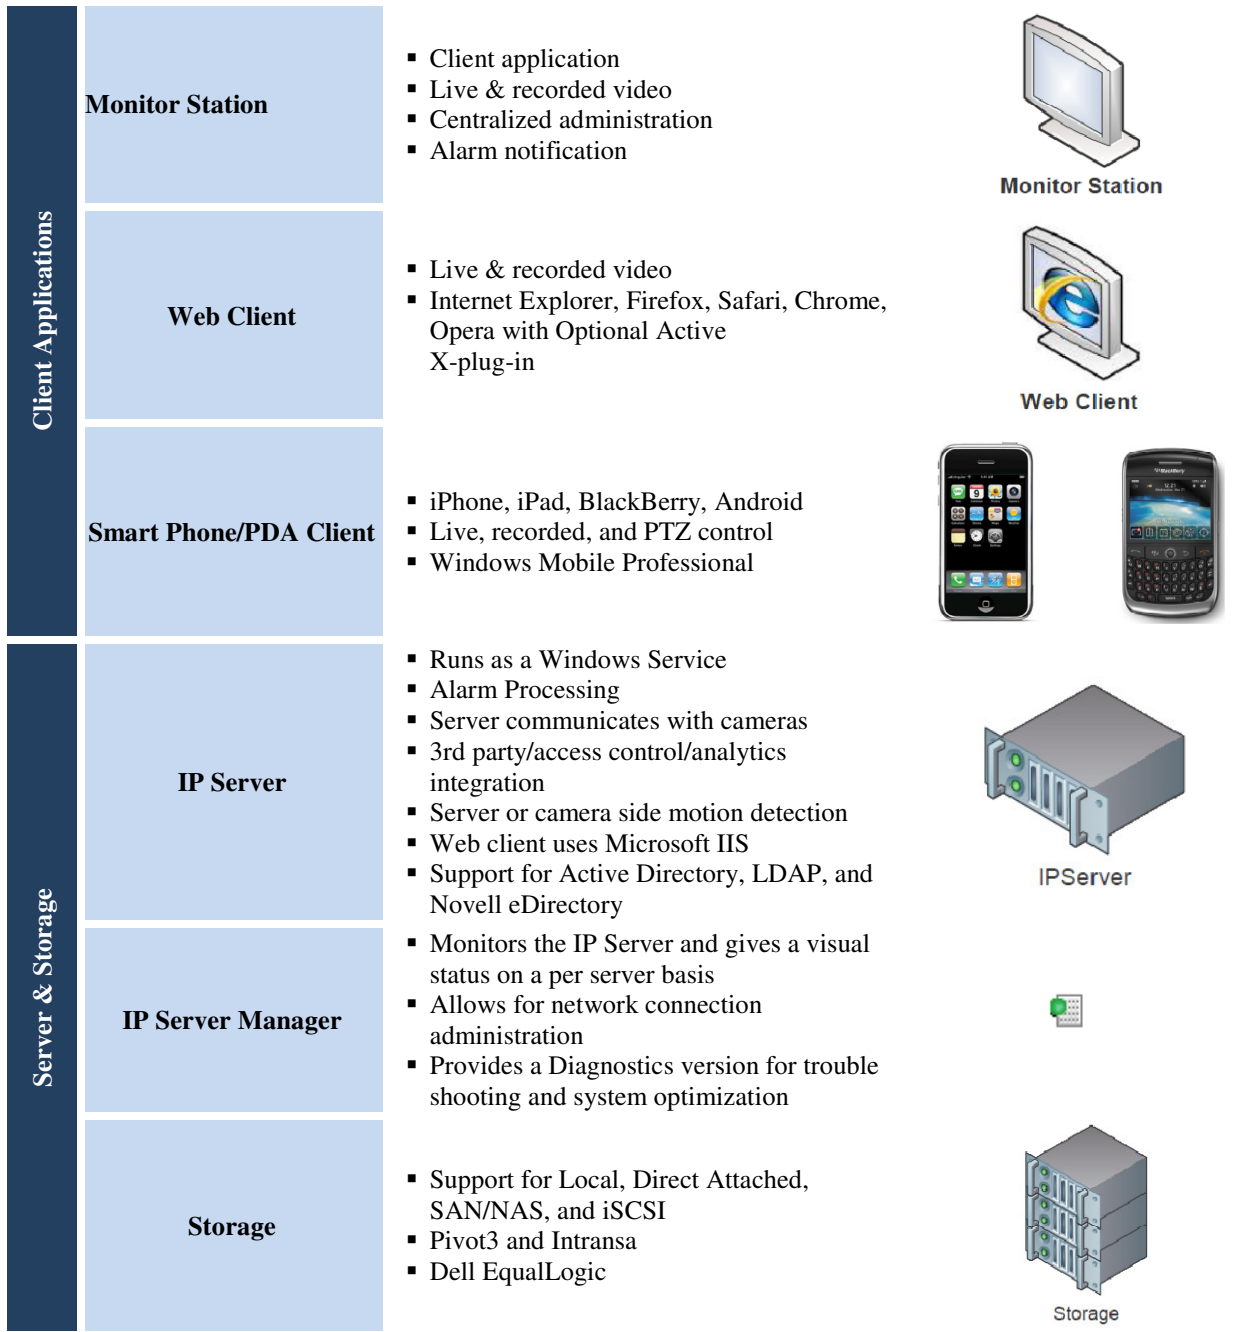 Client Applications
Monitor Station
▪ Client application
▪ Live & recorded video
▪ Centralized administration
▪ Alarm notification
Monitor Station
Web Client
▪ Live & recorded video
▪ Internet Explorer, Firefox, Safari, Chrome,
Opera with Optional Active
X-plug-in
Web Client
Smart Phone/PDA Client
▪ iPhone, iPad, BlackBerry, Android
▪ Live, recorded, and PTZ control
▪ Windows Mobile Professional
BlackBerry
12:21
9
Server & Storage
IP Server
▪ Runs as a Windows Service
▪ Alarm Processing
▪ Server communicates with cameras
▪ 3rd party/access control/analytics
integration
▪ Server or camera side motion detection
▪ Web client uses Microsoft IIS
▪ Support for Active Directory, LDAP, and
Novell eDirectory
IPServer
IP Server Manager
▪ Monitors the IP Server and gives a visual
status on a per server basis
▪ Allows for network connection
administration
▪ Provides a Diagnostics version for trouble
shooting and system optimization
Storage
▪ Support for Local, Direct Attached,
SAN/NAS, and iSCSI
▪ Pivot3 and Intransa
▪ Dell EqualLogic
Storage